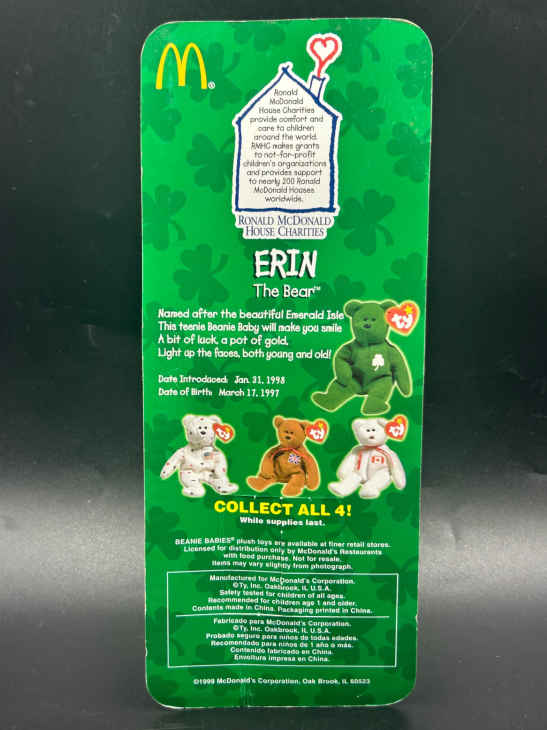 Ronald
McDonald
House Charities
provide comfort and
care to children
around the world.
RMHC makes grants
to not-for-profit
children's organizations
and provides support
to nearly 200 Ronald
McDonald Houses
worldwide.
RONALD MCDONALD
HOUSE CHARITIES
ERIN
The Bear™
Named after the beautiful Emerald Isle
This teenie Beanie Baby will make you smile
A bit of luck, a pot of gold,
Light up the faces, both young and old!
ty
Date Introduced: Jan. 31, 1998
Date of Birth: March 17, 1997
ty
ty
ty
COLLECT ALL 4!
While supplies last.
BEANIE BABIES® plush toys are available at finer retail stores.
Licensed for distribution only by McDonald's Restaurants
with food purchase. Not for resale.
Items may vary slightly from photograph.
Manufactured for McDonald's Corporation.
©Ty, Inc. Oakbrook, IL U.S.A.
Safety tested for children of all ages.
Recommended for children age 1 and older.
Contents made in China. Packaging printed in China.
Fabricado para McDonald's Corporation.
©Ty, Inc. Oakbrook, IL U.S.A.
Probado seguro para niños de todas edades.
Recomendado para niños de 1 año o más.
Contenido fabricado en China.
Envoltura impresa en China.
©1999 McDonald's Corporation, Oak Brook, IL 60523